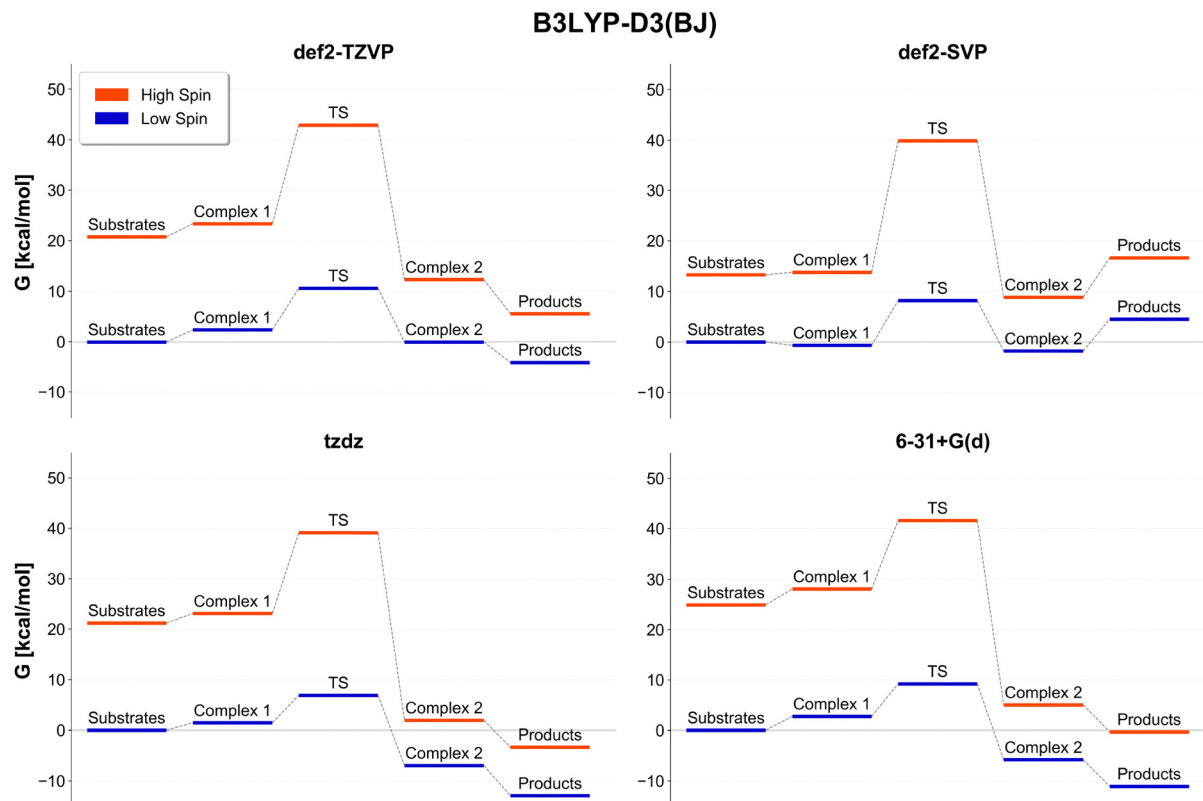 B3LYP-D3(BJ)
def2-TZVP
High Spin
Low Spin
G [kcal/mol]
50
40
30
20
10
0
−10
Substrates
Complex 1
TS
Complex 2
Products
Substrates
Complex 1
TS
Complex 2
Products
def2-SVP
50
40
30
20
10
0
−10
Substrates
Complex 1
TS
Complex 2
Products
Substrates
Complex 1
TS
Complex 2
Products
tzdz
G [kcal/mol]
50
40
30
20
10
0
−10
Substrates
Complex 1
TS
Complex 2
Products
Substrates
Complex 1
TS
Complex 2
Products
6-31+G(d)
50
40
30
20
10
0
−10
Substrates
Complex 1
TS
Complex 2
Products
Substrates
Complex 1
TS
Complex 2
Products